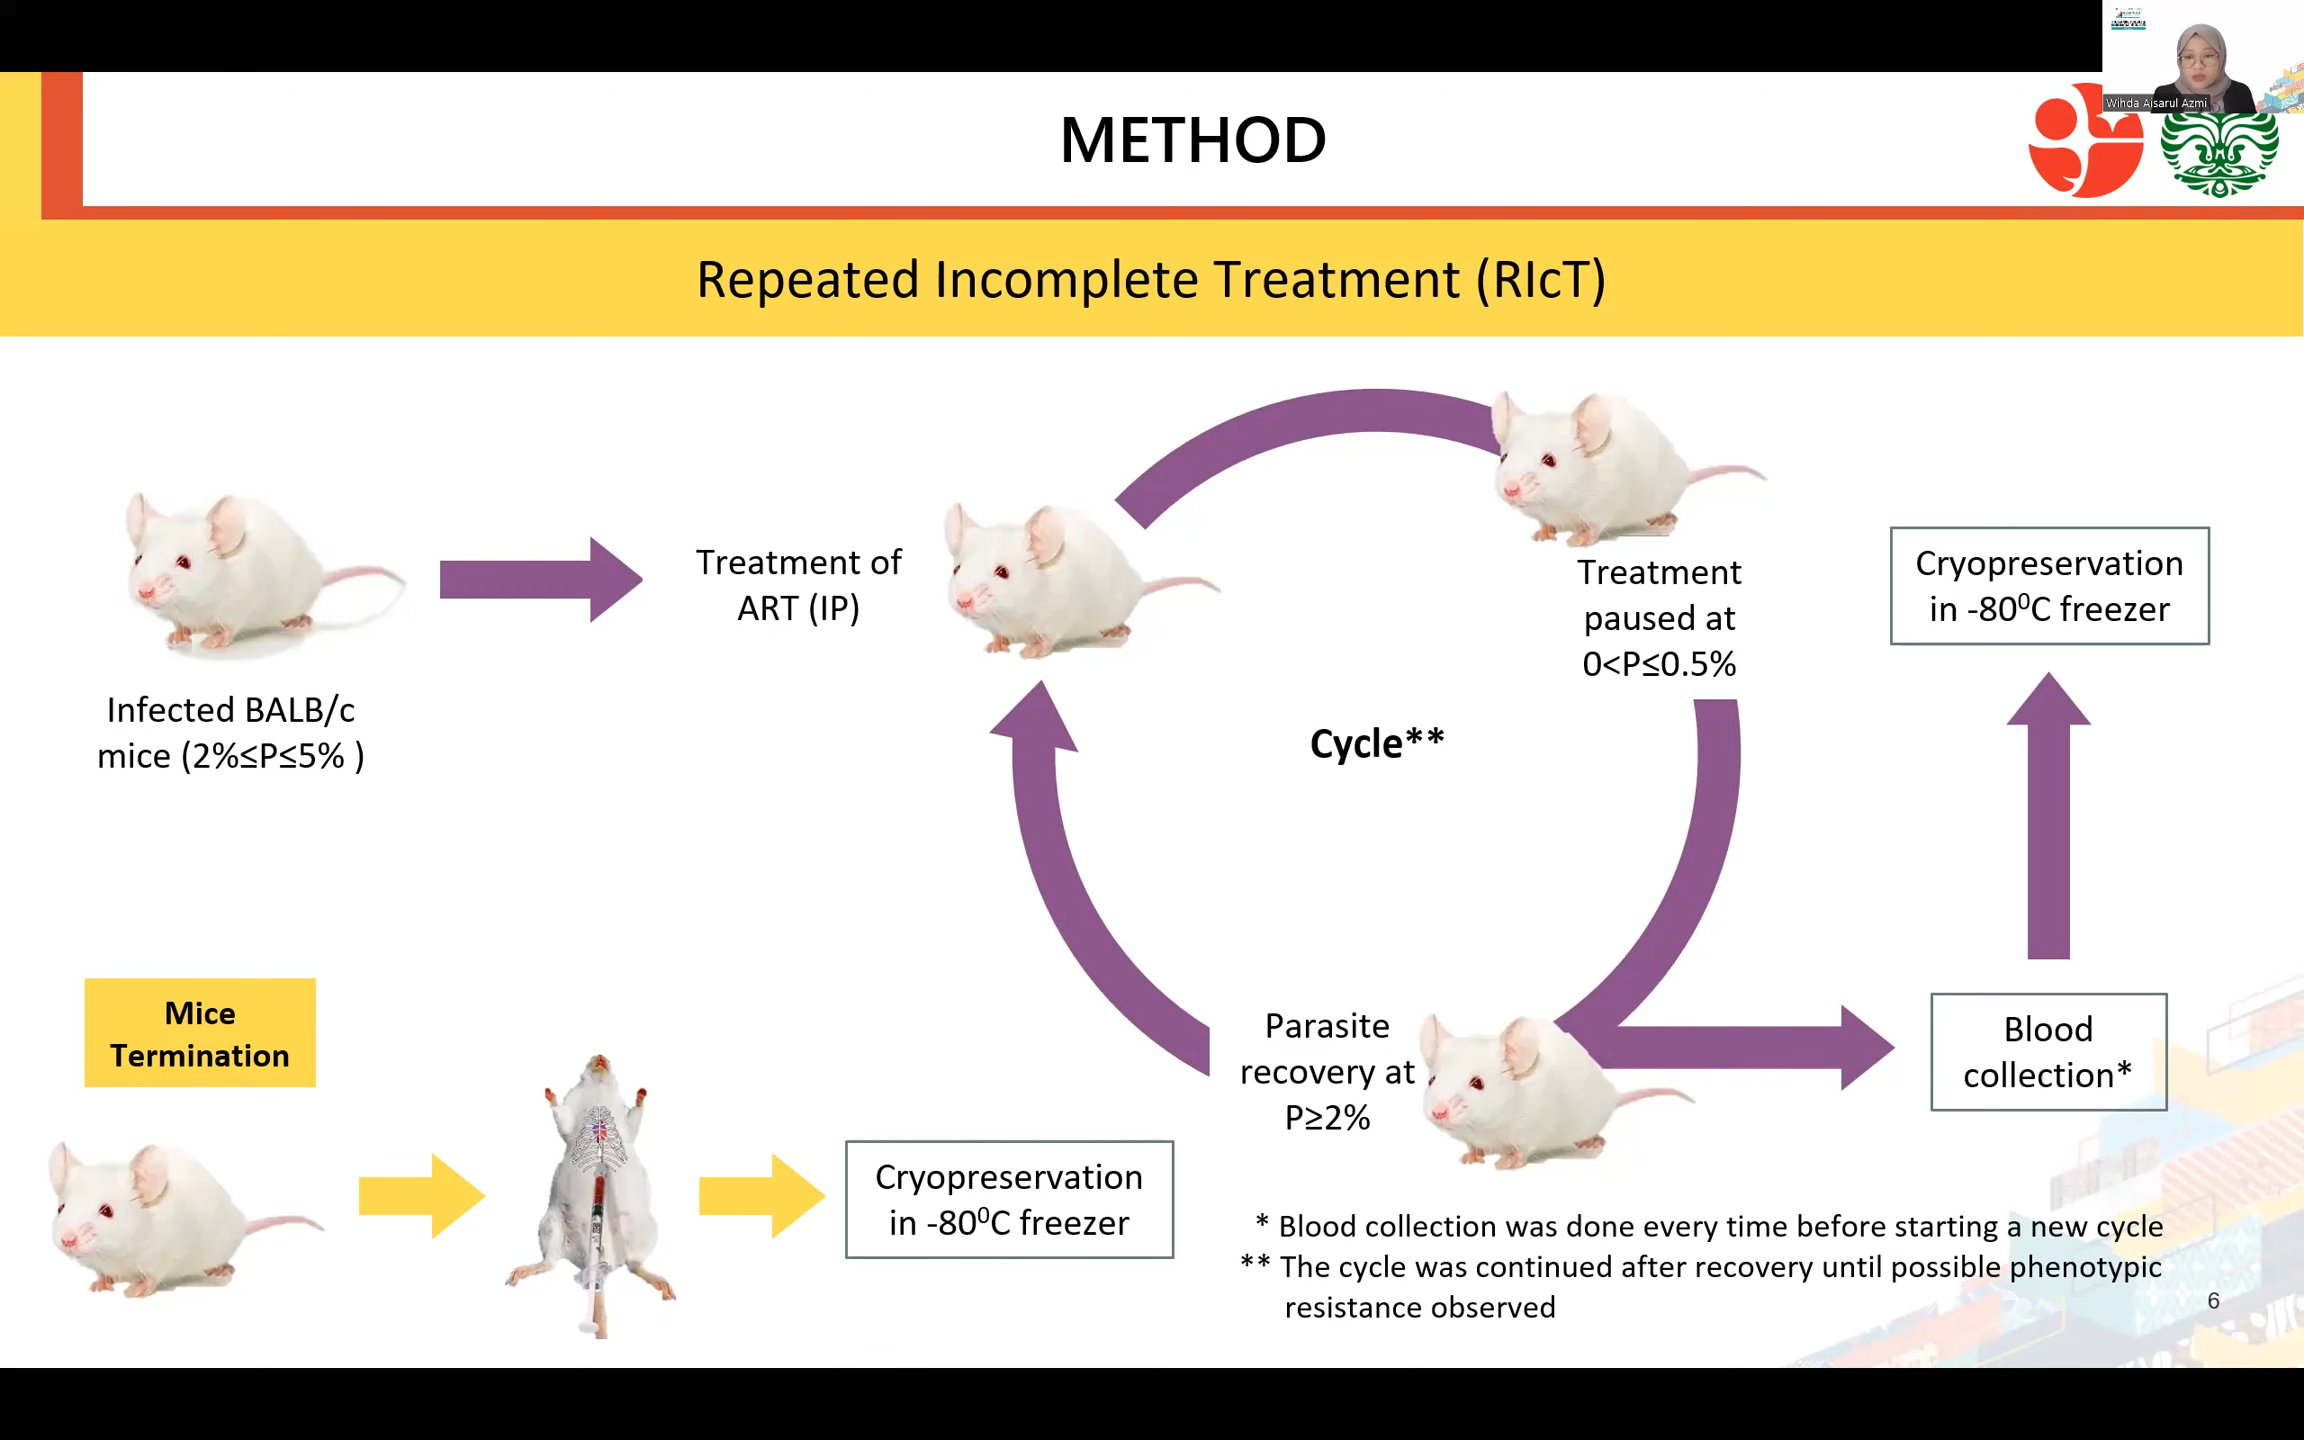 Wihda Aisarul Azmi
METHOD
Repeated Incomplete Treatment (RIcT)
Infected BALB/c
mice (2%≤P≤5% )
Treatment of
ART (IP)
Treatment
paused at
0<P≤0.5%
Cycle**
Parasite
recovery at
P≥2%
Blood
collection*
Cryopreservation
in -80⁰C freezer
Mice
Termination
Cryopreservation
in -80⁰C freezer
* Blood collection was done every time before starting a new cycle
** The cycle was continued after recovery until possible phenotypic
resistance observed
6